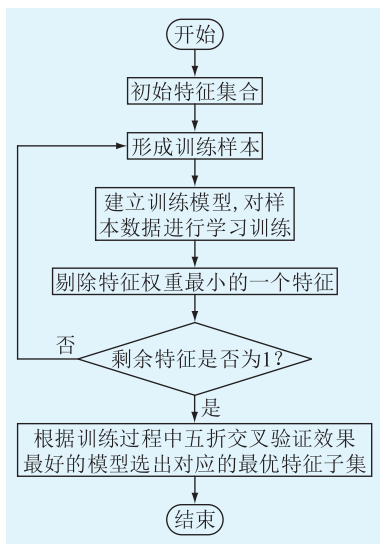 开始
初始特征集合
形成训练样本
建立训练模型,对样
本数据进行学习训练
剔除特征权重最小的一个特征
否
剩余特征是否为1?
是
根据训练过程中五折交叉验证效果
最好的模型选出对应的最优特征子集
结束